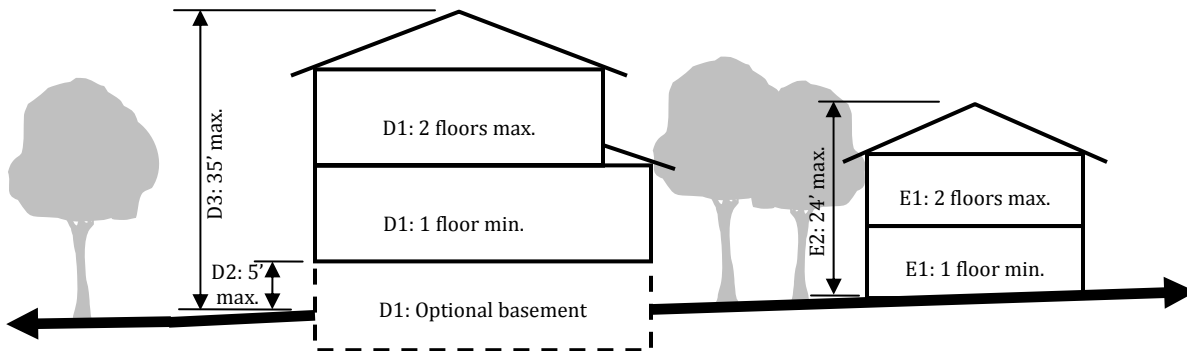 D3: 35’ max.
D1: 2 floors max.
D1: 1 floor min.
D2: 5’
max.
D1: Optional basement
E2: 24’ max.
E1: 2 floors max.
E1: 1 floor min.